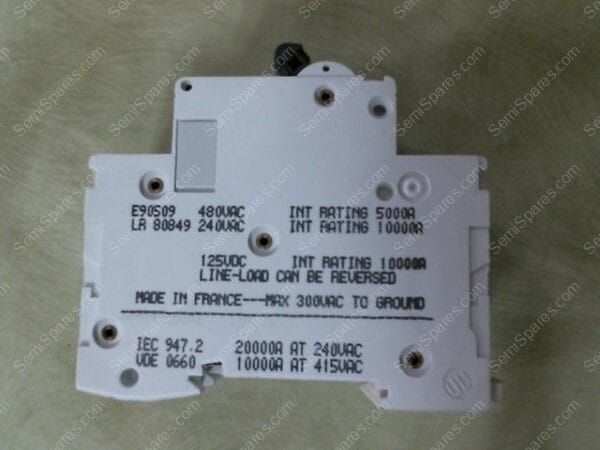 E90509 480VAC INT RATING 5000A
LR 80849 240VAC INT RATING 10000A
125VDC INT RATING 10000A
LINE-LOAD CAN BE REVERSED
MADE IN FRANCE---MAX 300VAC TO GROUND
IEC 947.2 20000A AT 240VAC
VDE 0660 10000A AT 415VAC
SemiSpares.com